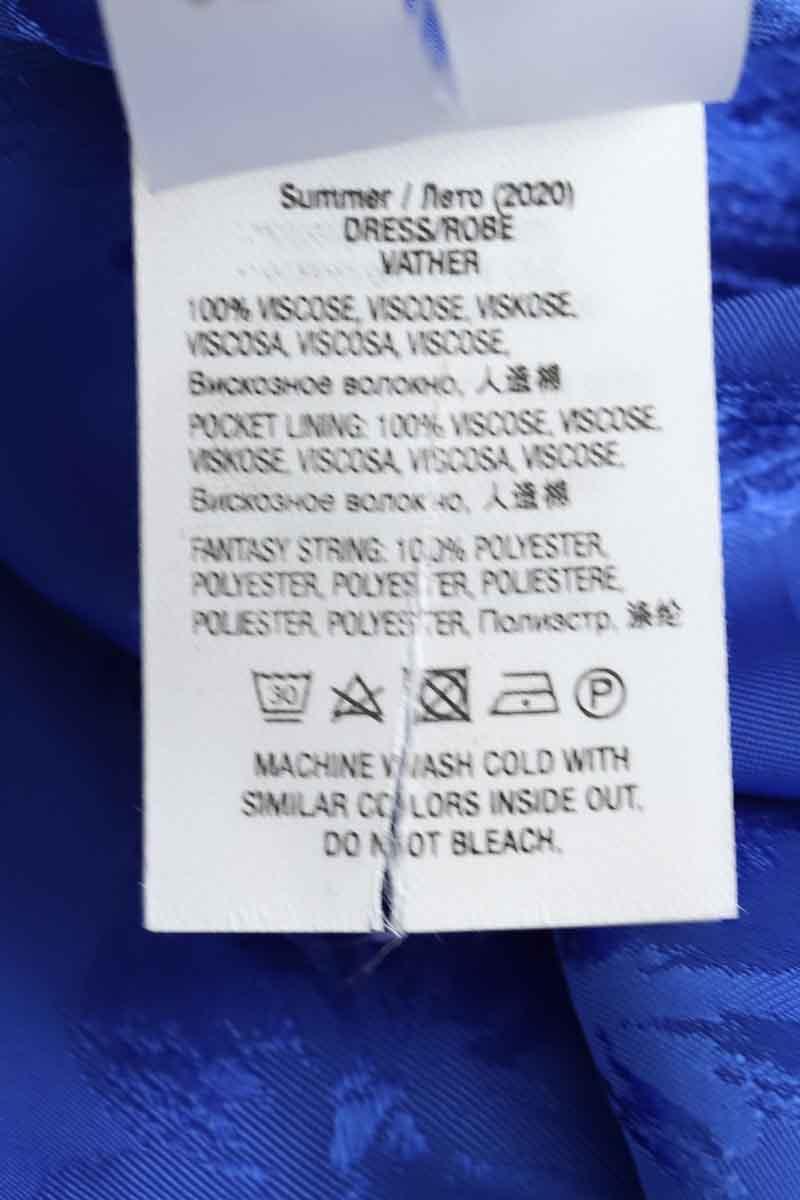 Summer / Лето (2020)
DRESS/ROBE
VATHER
100% VISCOSE, VISCOSE, VISKOSE,
VISCOSA, VISCOSA, VISCOSE,
Вискозное волокно, 人造棉
POCKET LINING: 100% VISCOSE, VISCOSE,
VISKOSE, VISCOSA, VISCOSA, VISCOSE,
Вискозное волокно, 人造棉
FANTASY STRING: 100% POLYESTER,
POLYESTER, POLYESTER, POLIESTERE,
POLIESTER, POLYESTER, Полиэстр, 涤纶
30 P
MACHINE WASH COLD WITH
SIMILAR COLORS INSIDE OUT.
DO NOT BLEACH.